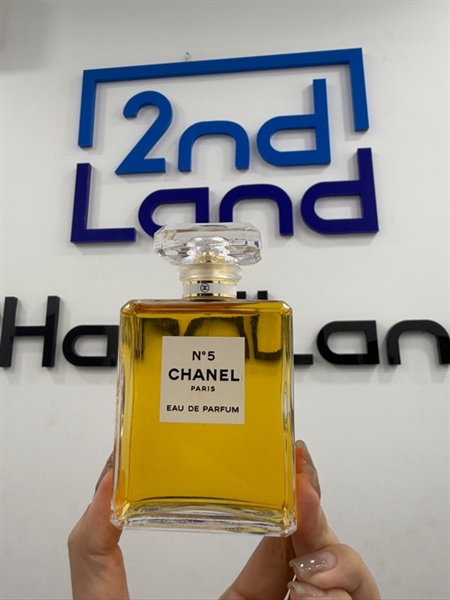 2nd
Land
N°5
CHANEL
PARIS
EAU DE PARFUM